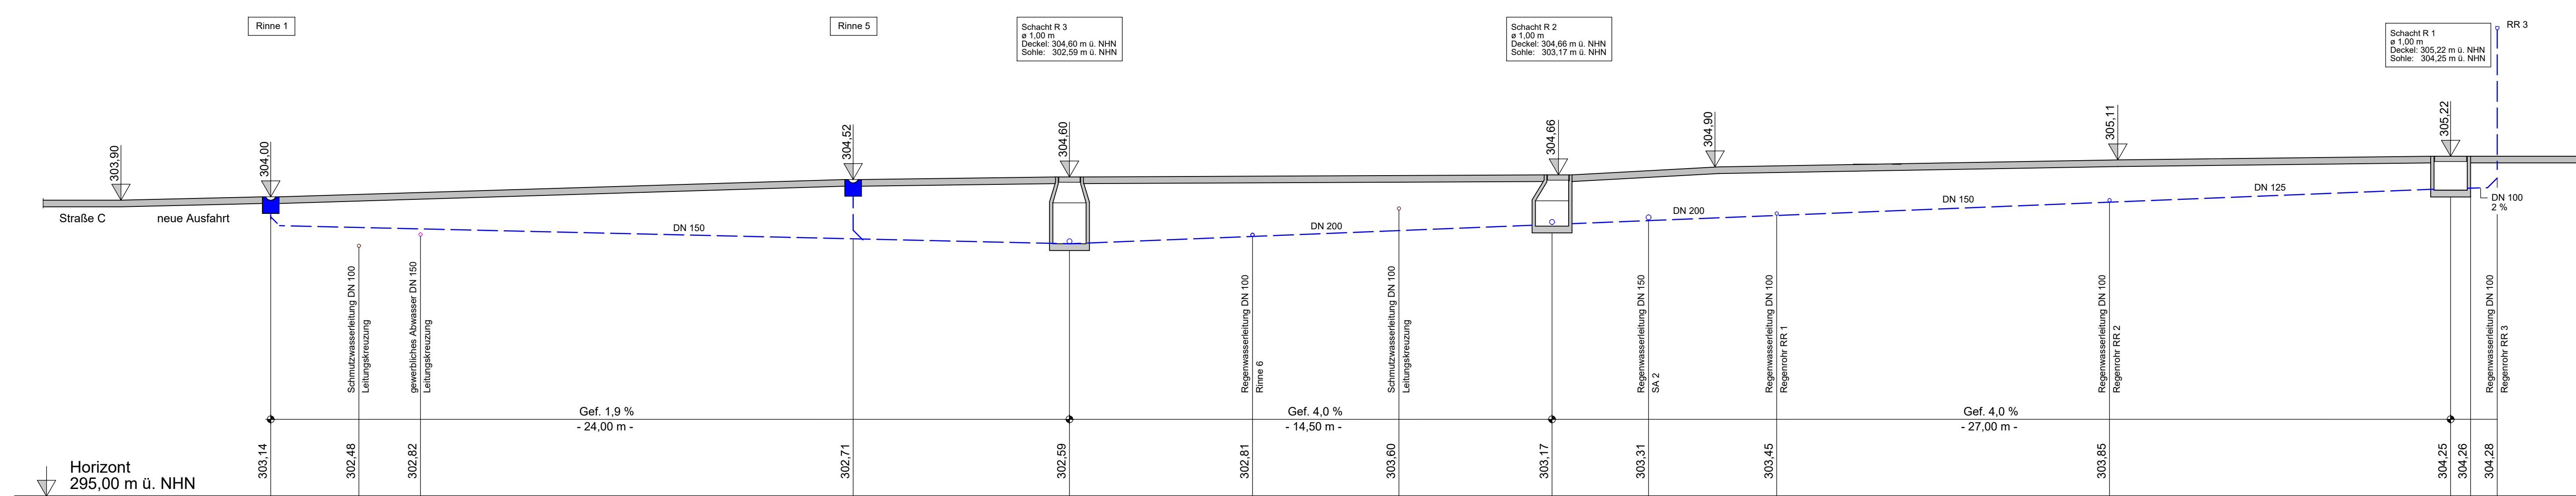 Rinne 1
Rinne 5
Schacht R 3
ø 1,00 m
Deckel: 304,60 m ü. NHN
Sohle: 302,59 m ü. NHN
Schacht R 2
ø 1,00 m
Deckel: 304,66 m ü. NHN
Sohle: 303,17 m ü. NHN
Schacht R 1
ø 1,00 m
Deckel: 305,22 m ü. NHN
Sohle: 304,25 m ü. NHN
RR 3
303,90
304,00
304,52
304,60
304,66
304,90
305,11
305,22
Straße C
neue Ausfahrt
DN 150
DN 200
DN 200
DN 150
DN 125
DN 100
2 %
Schmutzwasserleitung DN 100
Leitungskreuzung
gewerbliches Abwasser DN 150
Leitungskreuzung
Regenwasserleitung DN 100
Rinne 6
Schmutzwasserleitung DN 100
Leitungskreuzung
Regenwasserleitung DN 150
SA 2
Regenwasserleitung DN 100
Regenrohr RR 1
Regenwasserleitung DN 100
Regenrohr RR 2
Regenwasserleitung DN 100
Regenrohr RR 3
Gef. 1,9 %
- 24,00 m -
Gef. 4,0 %
- 14,50 m -
Gef. 4,0 %
- 27,00 m -
303,14
302,48
302,82
302,71
302,59
302,81
303,60
303,17
303,31
303,45
303,85
304,25
304,26
304,28
Horizont
295,00 m ü. NHN